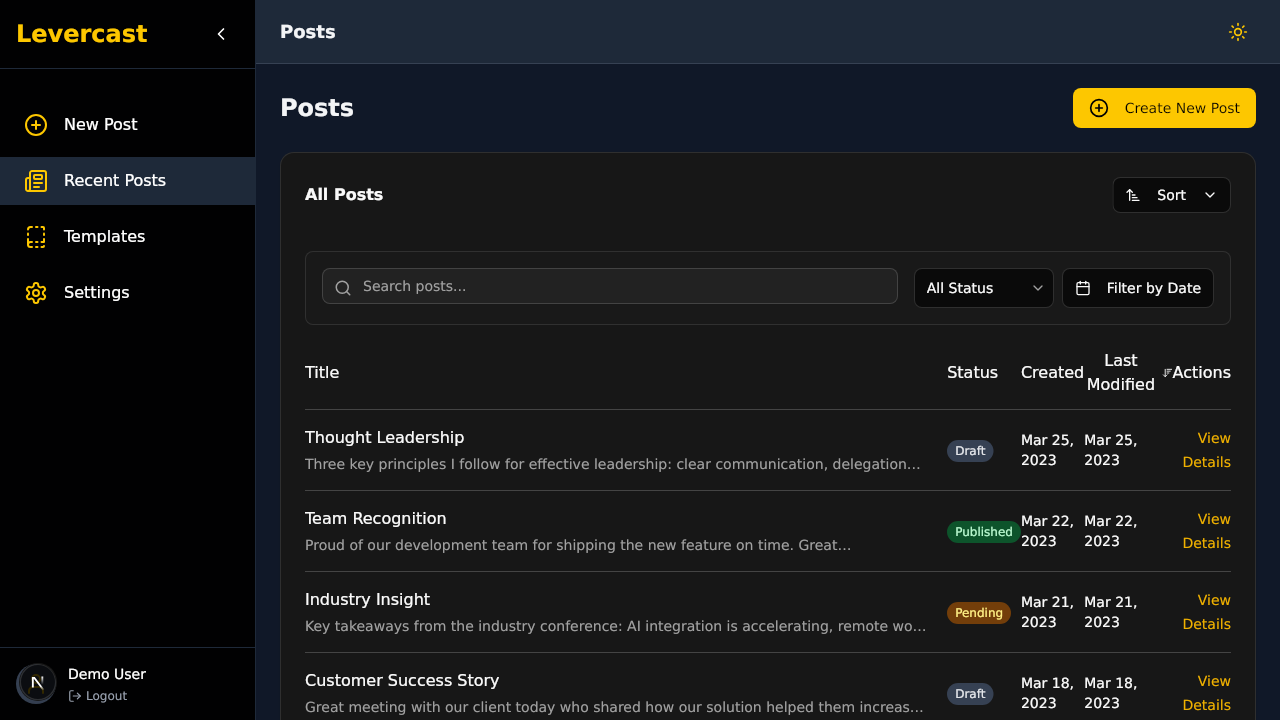 Levercast
New Post
Recent Posts
Templates
Settings
Demo User
Logout
Posts
Posts
Create New Post
All Posts
Sort
Search posts...
All Status
Filter by Date
Title
Status
Created
Last
Modified
Actions
Thought Leadership
Three key principles I follow for effective leadership: clear communication, delegation...
Draft
Mar 25,
2023
Mar 25,
2023
View
Details
Team Recognition
Proud of our development team for shipping the new feature on time. Great...
Published
Mar 22,
2023
Mar 22,
2023
View
Details
Industry Insight
Key takeaways from the industry conference: AI integration is accelerating, remote wo...
Pending
Mar 21,
2023
Mar 21,
2023
View
Details
Customer Success Story
Great meeting with our client today who shared how our solution helped them increas...
Draft
Mar 18,
2023
Mar 18,
2023
View
Details